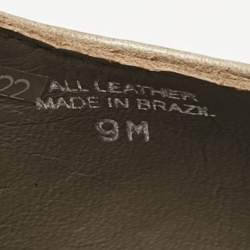 22
ALL LEATHER
MADE IN BRAZIL
9M